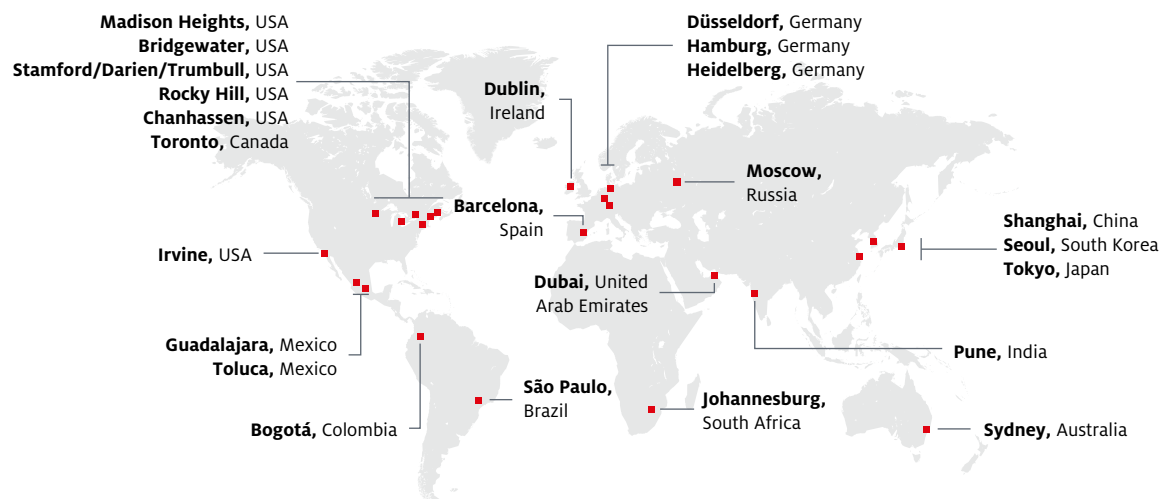 Madison Heights, USA
Bridgewater, USA
Stamford/Darien/Trumbull, USA
Rocky Hill, USA
Chanhassen, USA
Toronto, Canada
Düsseldorf, Germany
Hamburg, Germany
Heidelberg, Germany
Dublin,
Ireland
Moscow,
Russia
Barcelona,
Spain
Shanghai, China
Seoul, South Korea
Tokyo, Japan
Irvine, USA
Dubai, United
Arab Emirates
Guadalajara, Mexico
Toluca, Mexico
Pune, India
São Paulo,
Brazil
Johannesburg,
South Africa
Bogotá, Colombia
Sydney, Australia